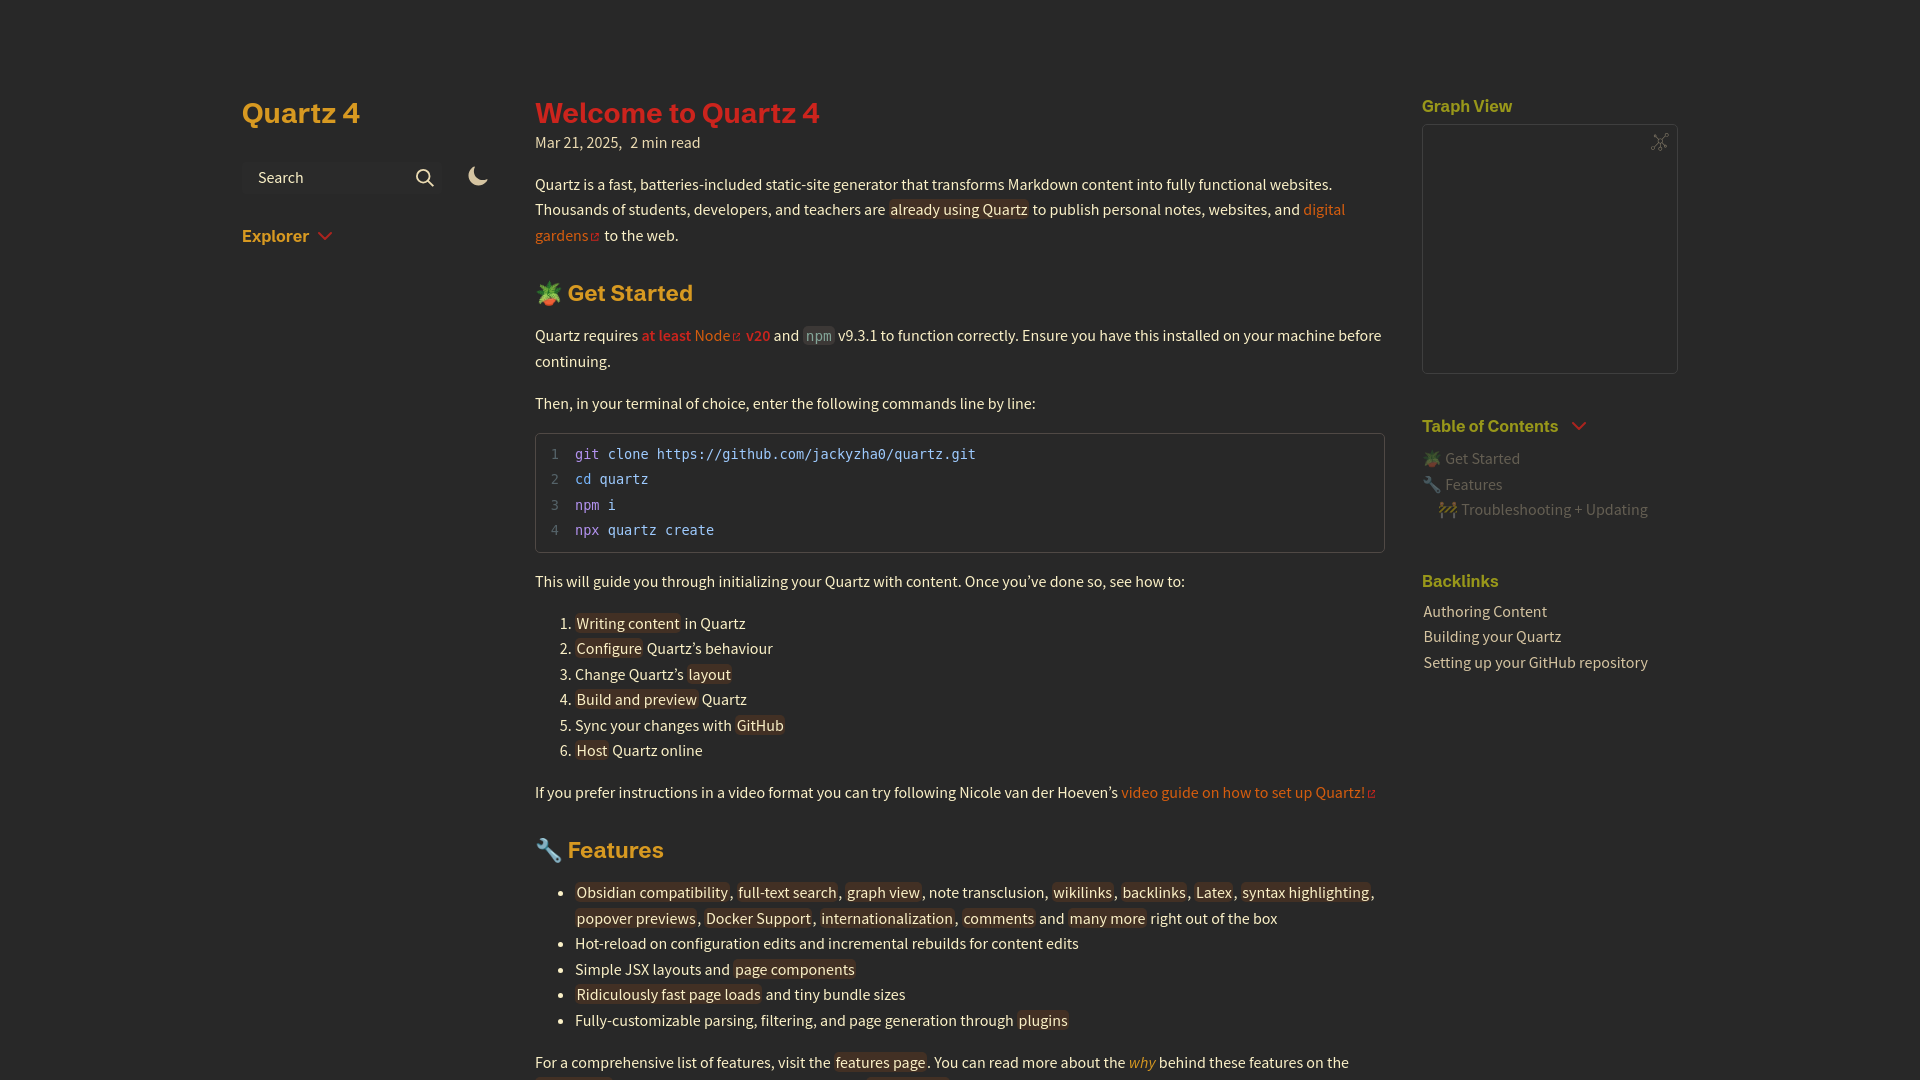 Quartz 4
Search
Explorer
Welcome to Quartz 4
Mar 21, 2025, 2 min read
Quartz is a fast, batteries-included static-site generator that transforms Markdown content into fully functional websites.
Thousands of students, developers, and teachers are already using Quartz to publish personal notes, websites, and digital
gardens to the web.
🪴 Get Started
Quartz requires at least Node v20 and npm v9.3.1 to function correctly. Ensure you have this installed on your machine before
continuing.
Then, in your terminal of choice, enter the following commands line by line:
1 git clone https://github.com/jackyzha0/quartz.git
2 cd quartz
3 npm i
4 npx quartz create
This will guide you through initializing your Quartz with content. Once you’ve done so, see how to:
1. Writing content in Quartz
2. Configure Quartz’s behaviour
3. Change Quartz’s layout
4. Build and preview Quartz
5. Sync your changes with GitHub
6. Host Quartz online
If you prefer instructions in a video format you can try following Nicole van der Hoeven’s video guide on how to set up Quartz!
🔧 Features
• Obsidian compatibility, full-text search, graph view, note transclusion, wikilinks, backlinks, Latex, syntax highlighting,
popover previews, Docker Support, internationalization, comments and many more right out of the box
• Hot-reload on configuration edits and incremental rebuilds for content edits
• Simple JSX layouts and page components
• Ridiculously fast page loads and tiny bundle sizes
• Fully-customizable parsing, filtering, and page generation through plugins
For a comprehensive list of features, visit the features page. You can read more about the why behind these features on the
Graph View
Table of Contents
🪴 Get Started
🔧 Features
🚧 Troubleshooting + Updating
Backlinks
Authoring Content
Building your Quartz
Setting up your GitHub repository